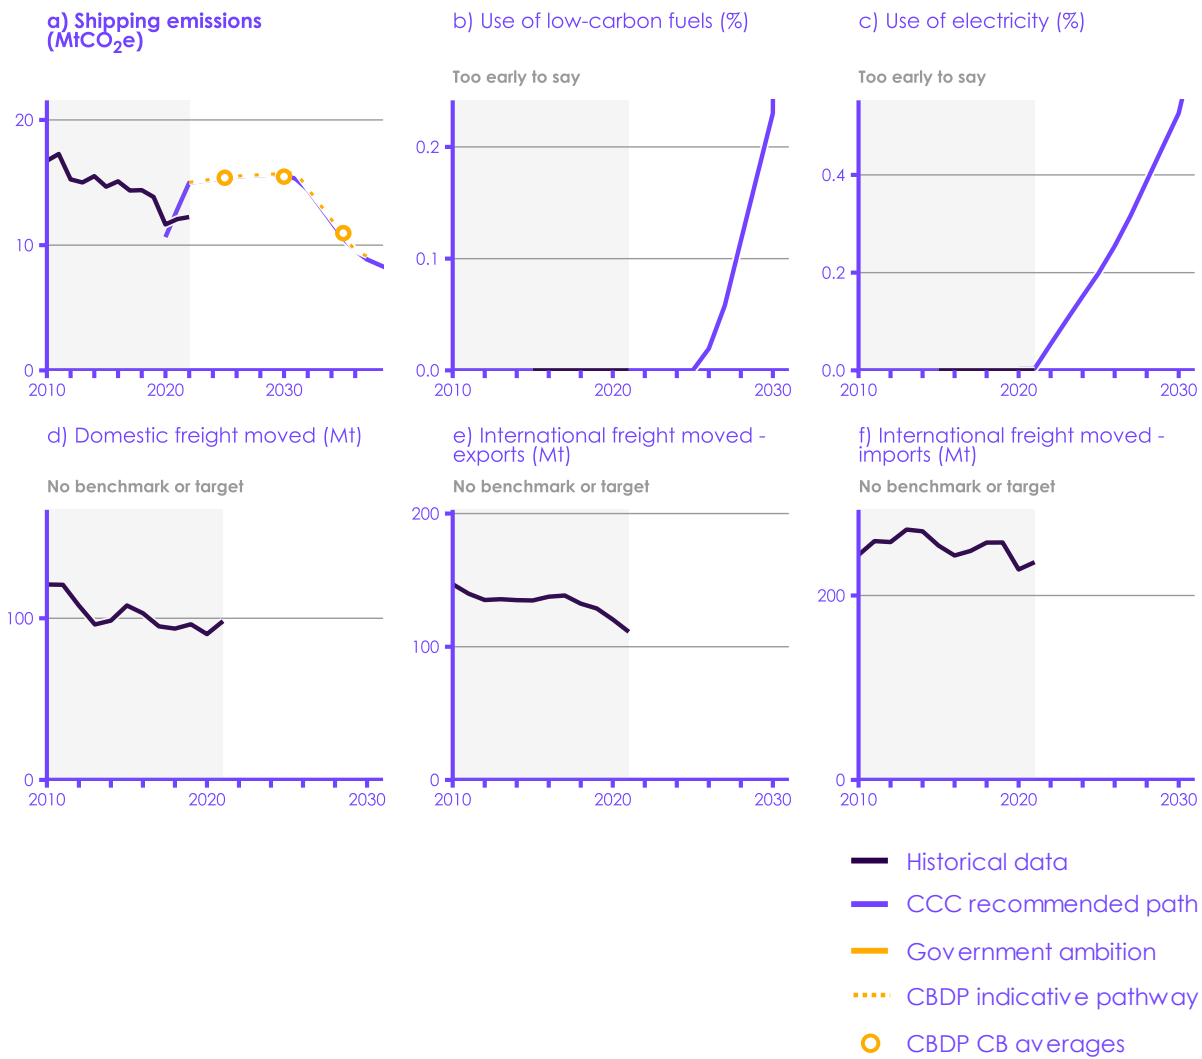 a) Shipping emissions
(MtCO₂e)
b) Use of low-carbon fuels (%)
c) Use of electricity (%)
Too early to say
Too early to say
20
10
0
2010
2020
2030
0.2
0.1
0.0
2010
2020
2030
0.4
0.2
0.0
2010
2020
2030
d) Domestic freight moved (Mt)
e) International freight moved -
exports (Mt)
f) International freight moved -
imports (Mt)
No benchmark or target
No benchmark or target
No benchmark or target
100
0
2010
2020
2030
200
100
0
2010
2020
2030
200
0
2010
2020
2030
Historical data
CCC recommended path
Government ambition
CBDP indicative pathway
CBDP CB averages